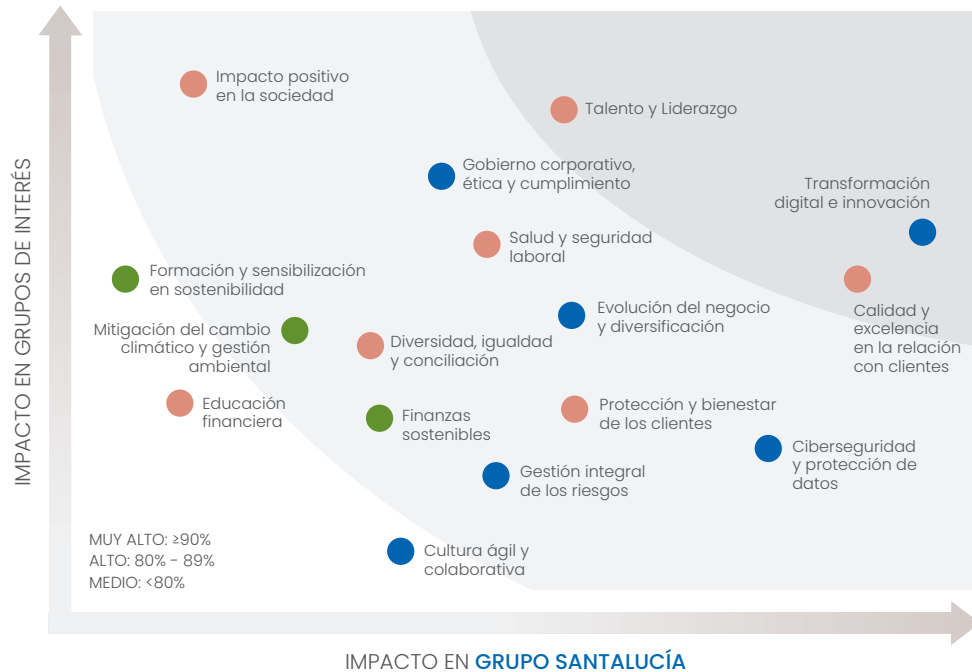 IMPACTO EN GRUPOS DE INTERÉS
Impacto positivo
en la sociedad
Talento y Liderazgo
Gobierno corporativo,
ética y cumplimiento
Transformación
digital e innovación
Salud y seguridad
laboral
Formación y sensibilización
en sostenibilidad
Evolución del negocio
y diversificación
Calidad y
excelencia
en la relación
con clientes
Mitigación del cambio
climático y gestión
ambiental
Diversidad, igualdad
y conciliación
Educación
financiera
Finanzas
sostenibles
Protección y bienestar
de los clientes
Ciberseguridad
y protección de
datos
Gestión integral
de los riesgos
Cultura ágil y
colaborativa
MUY ALTO: ≥90%
ALTO: 80% - 89%
MEDIO: <80%
IMPACTO EN GRUPO SANTALUCÍA